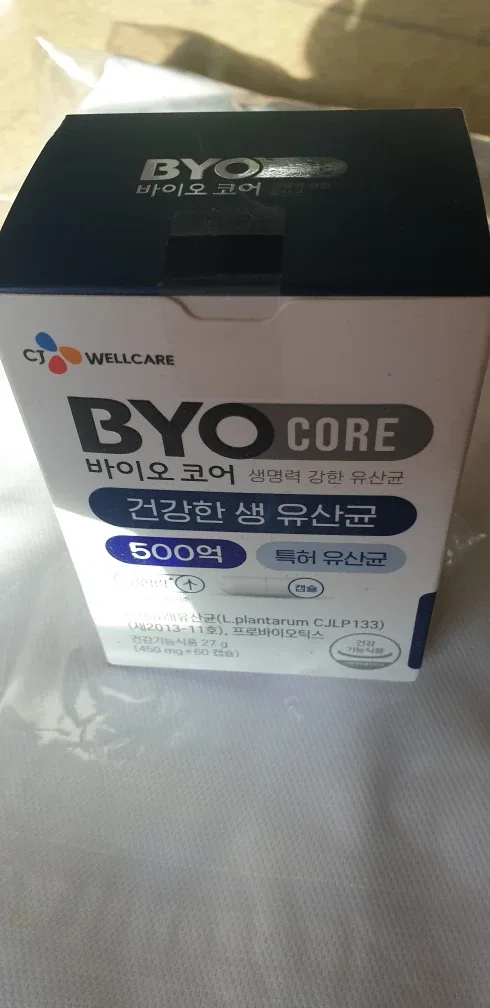 BYO
바이오 코어
CJ WELLCARE
BYO CORE
바이오 코어 생명력 강한 유산균
건강한 생 유산균
500억 특허 유산균
캡슐
유산균(L.plantarum CJLP133)
(제2013-11호), 프로바이오틱스
건강기능식품 27 g
(450 mg × 60 캡슐)
건강
기능식품